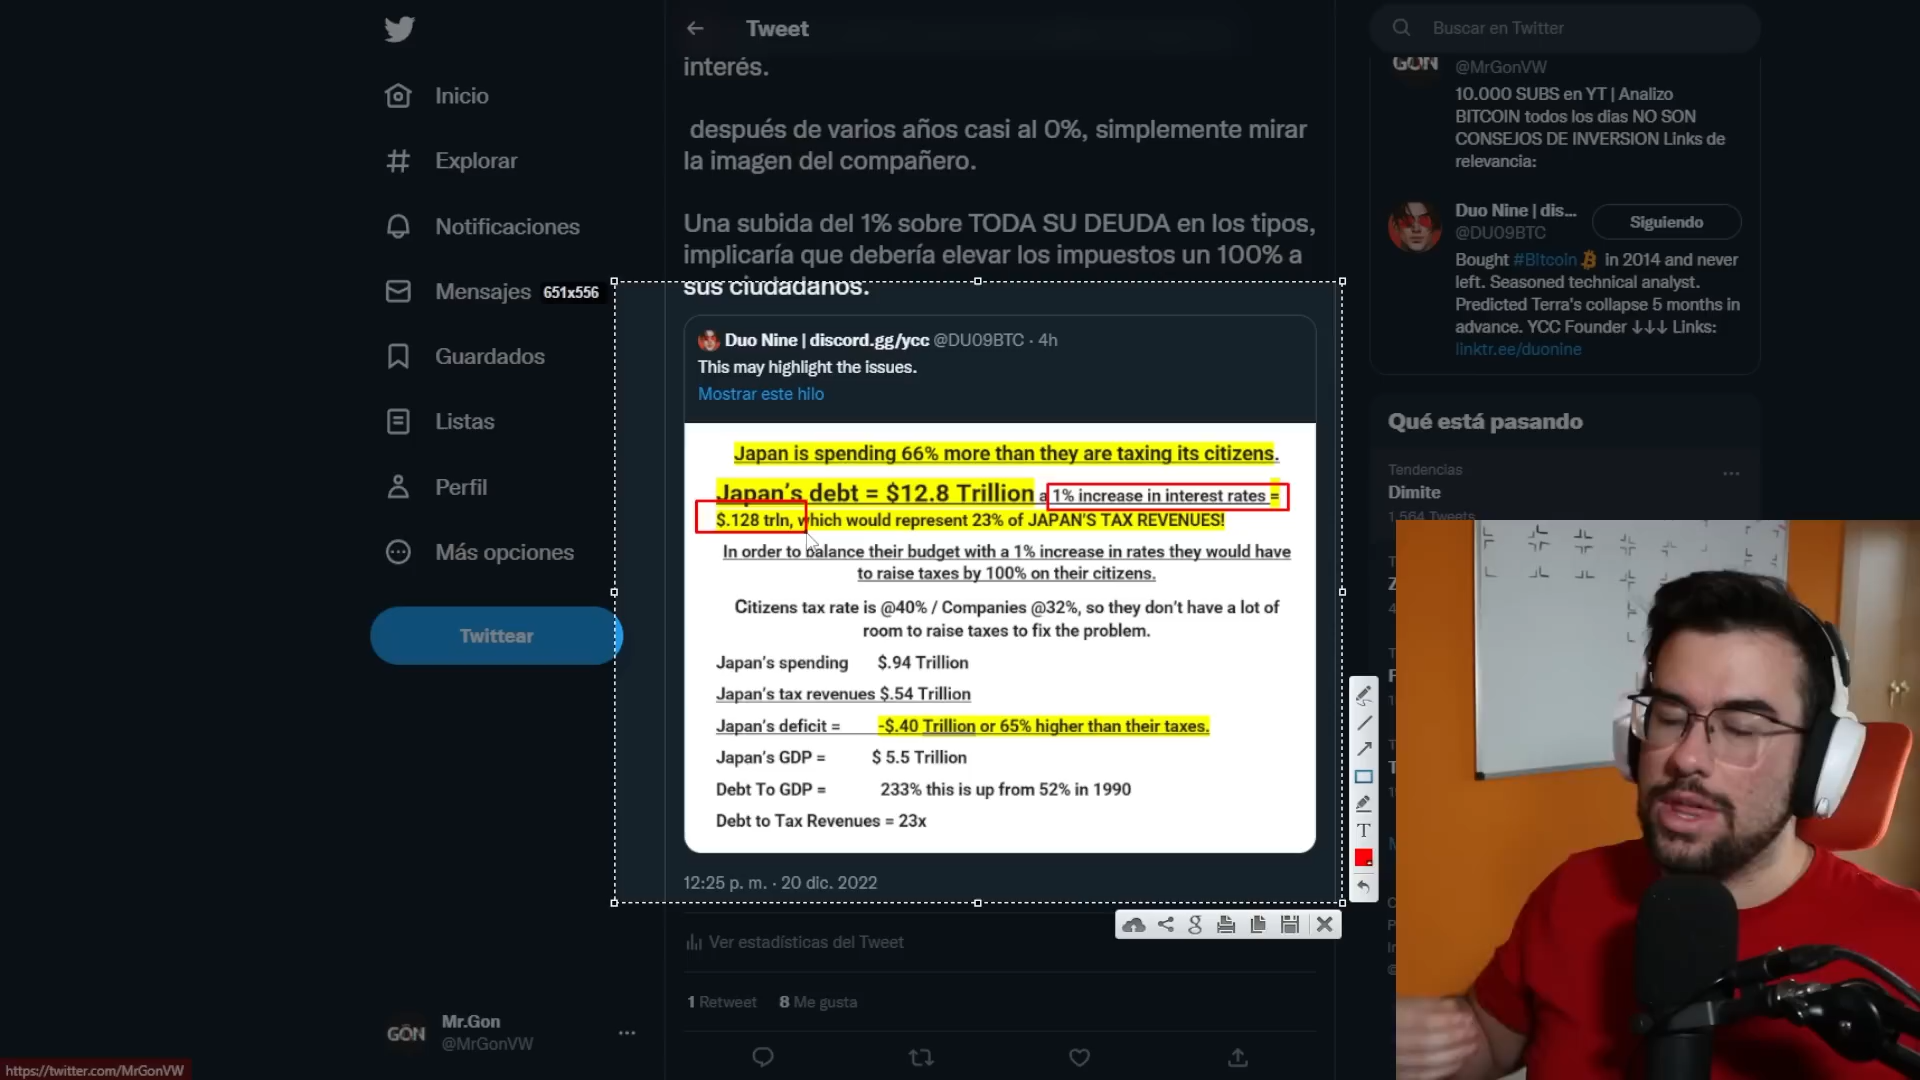 Tweet
Buscar en Twitter
Inicio
Explorar
Notificaciones
Mensajes
651x556
Guardados
Listas
Perfil
Más opciones
Twittear
Mr.Gon
@MrGonVW
https://twitter.com/MrGonVW
interés.
después de varios años casi al 0%, simplemente mirar
la imagen del compañero.
Una subida del 1% sobre TODA SU DEUDA en los tipos,
implicaría que debería elevar los impuestos un 100% a
sus ciudadanos.
Duo Nine | discord.gg/ycc @DU09BTC · 4h
This may highlight the issues.
Mostrar este hilo
Japan is spending 66% more than they are taxing its citizens.
Japan's debt = $12.8 Trillion a 1% increase in interest rates =
$.128 trln, which would represent 23% of JAPAN'S TAX REVENUES!
In order to balance their budget with a 1% increase in rates they would have
to raise taxes by 100% on their citizens.
Citizens tax rate is @40% / Companies @32%, so they don't have a lot of
room to raise taxes to fix the problem.
Japan's spending $.94 Trillion
Japan's tax revenues $.54 Trillion
Japan's deficit = -$.40 Trillion or 65% higher than their taxes.
Japan's GDP = $ 5.5 Trillion
Debt To GDP = 233% this is up from 52% in 1990
Debt to Tax Revenues = 23x
12:25 p. m. · 20 dic. 2022
Ver estadísticas del Tweet
1 Retweet 8 Me gusta
GON
@MrGonVW
10.000 SUBS en YT | Analizo
BITCOIN todos los dias NO SON
CONSEJOS DE INVERSION Links de
relevancia:
Duo Nine | dis...
@DU09BTC
Siguiendo
Bought #Bitcoin in 2014 and never
left. Seasoned technical analyst.
Predicted Terra's collapse 5 months in
advance. YCC Founder ↓↓↓ Links:
linktr.ee/duonine
Qué está pasando
Tendencias
Dimite
1.564 Tweets
T
GON